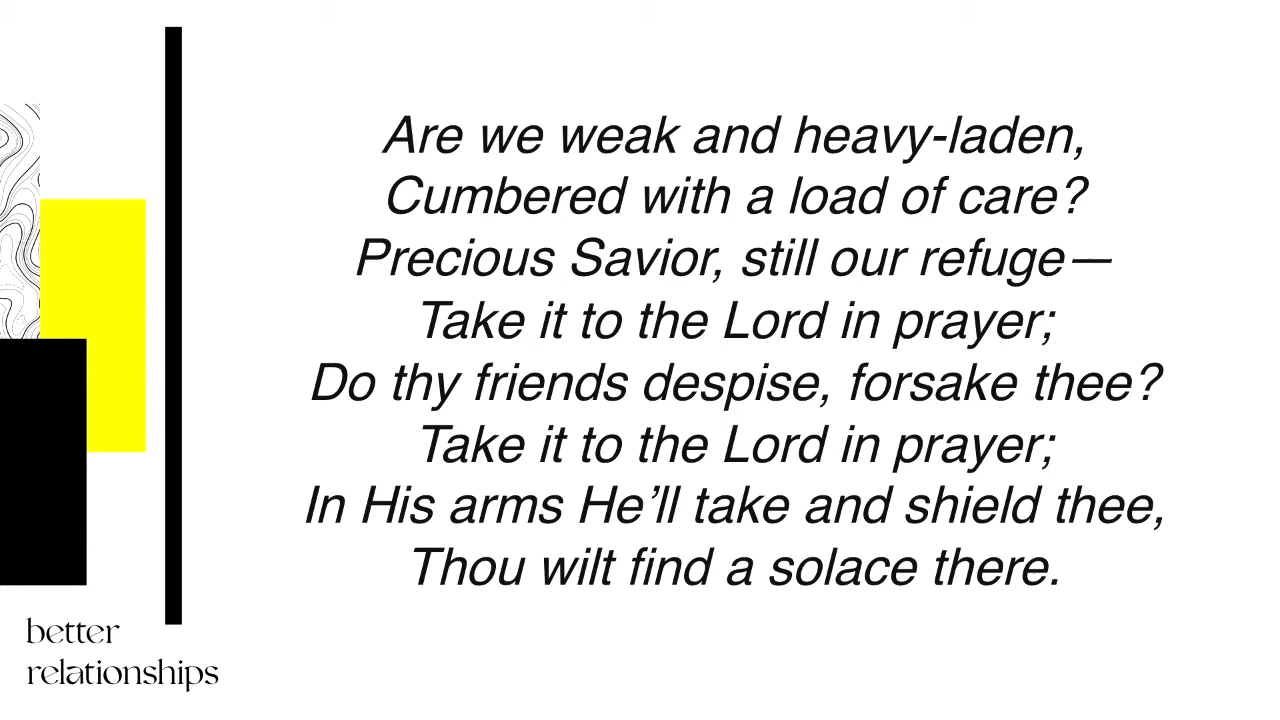 Are we weak and heavy-laden,
Cumbered with a load of care?
Precious Savior, still our refuge—
Take it to the Lord in prayer;
Do thy friends despise, forsake thee?
Take it to the Lord in prayer;
In His arms He’ll take and shield thee,
Thou wilt find a solace there.
better
relationships